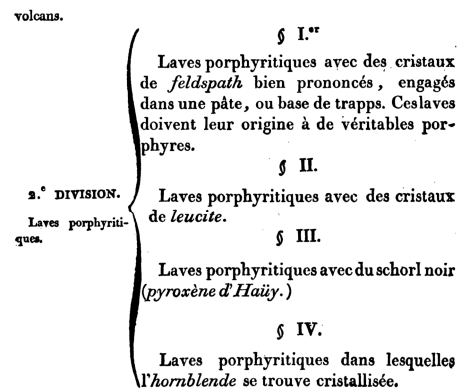 volcans.
§ I.er
Laves porphyritiques avec des cristaux
de feldspath bien prononcés, engagés
dans une pâte, ou base de trapps. Ceslaves
doivent leur origine à de véritables por-
phyres.
§ II.
2.e DIVISION.
Laves porphyriti-
ques.
Laves porphyritiques avec des cristaux
de leucite.
§ III.
Laves porphyritiques avec du schorl noir
(pyroxène d'Haüy.)
§ IV.
Laves porphyritiques dans lesquelles
l'hornblende se trouve cristallisée.